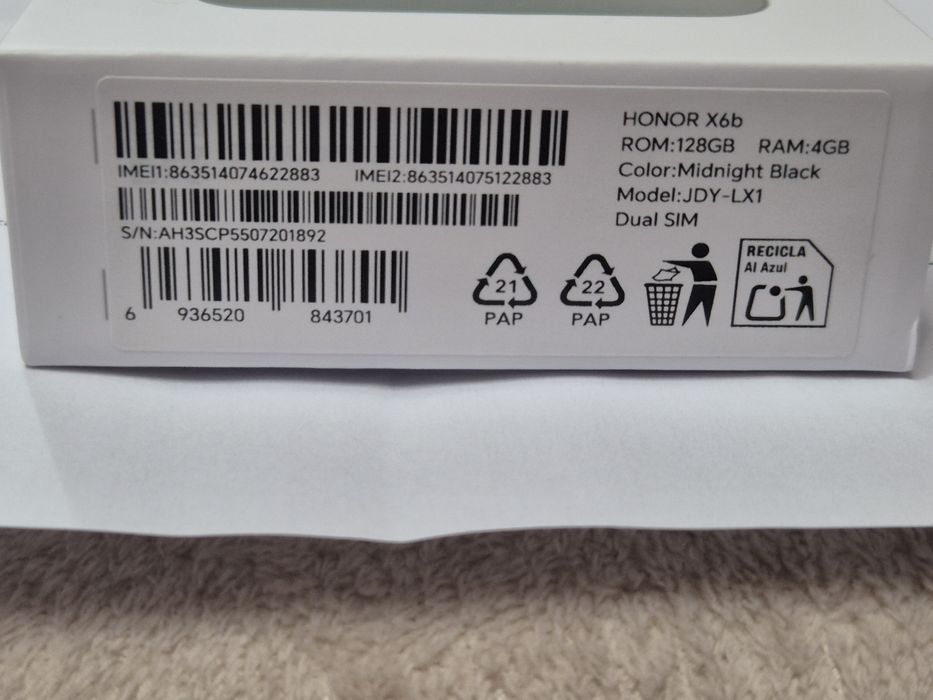 IMEI1:863514074622883 IMEI2:863514075122883
S/N:AH3SCP5507201892
6 936520 843701
HONOR X6b
ROM:128GB RAM:4GB
Color:Midnight Black
Model:JDY-LX1
Dual SIM
21
PAP
22
PAP
RECICLA
Al Azul